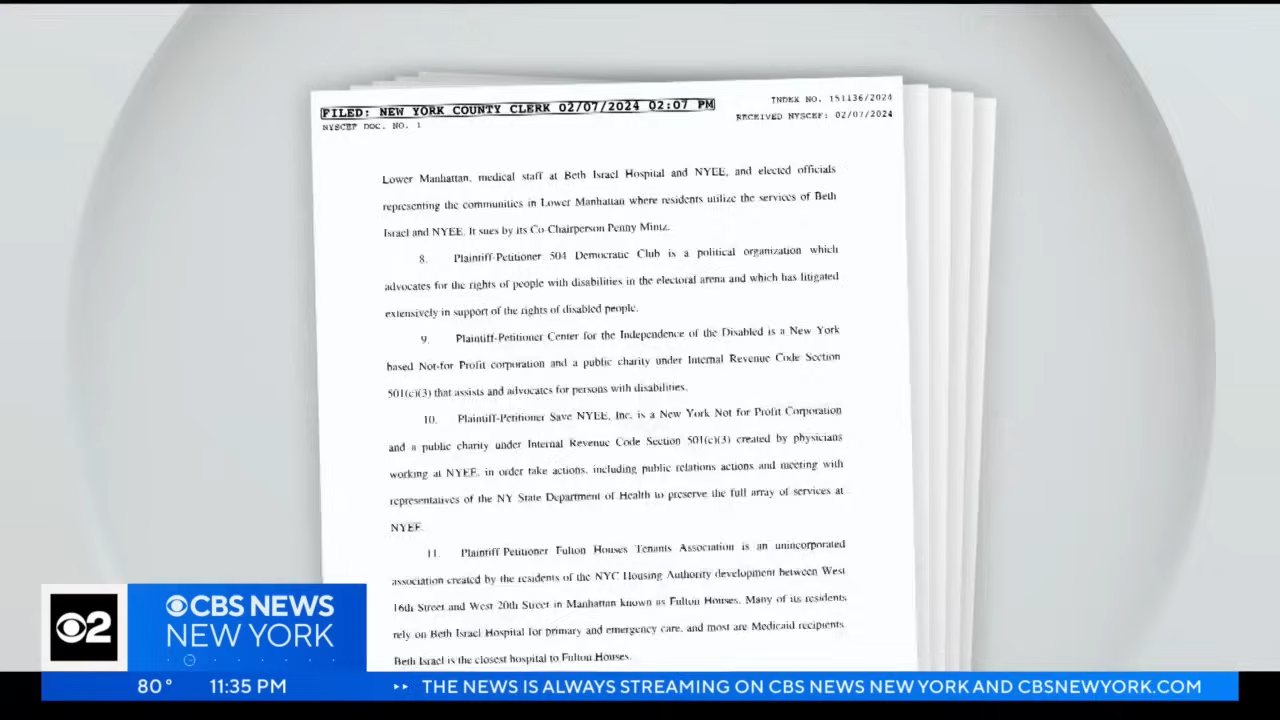 FILED: NEW YORK COUNTY CLERK 02/07/2024 02:07 PM
INDEX NO. 151136/2024
NYSCEF DOC. NO. 1
RECEIVED NYSCEF: 02/07/2024
Lower Manhattan, medical staff at Beth Israel Hospital and NYEE, and elected officials
representing the communities in Lower Manhattan where residents utilize the services of Beth
Israel and NYEE. It sues by its Co-Chairperson Penny Mintz.
8. Plaintiff-Petitioner 504 Democratic Club is a political organization which
advocates for the rights of people with disabilities in the electoral arena and which has litigated
extensively in support of the rights of disabled people.
9. Plaintiff-Petitioner Center for the Independence of the Disabled is a New York
based Not-for Profit corporation and a public charity under Internal Revenue Code Section
501(c)(3) that assists and advocates for persons with disabilities.
10. Plaintiff-Petitioner Save NYEE, Inc. is a New York Not for Profit Corporation
and a public charity under Internal Revenue Code Section 501(c)(3) created by physicians
working at NYEE, in order take actions, including public relations actions and meeting with
representatives of the NY State Department of Health to preserve the full array of services at
NYEE.
11. Plaintiff Petitioner Fulton Houses Tenants Association is an unincorporated
association created by the residents of the NYC Housing Authority development between West
16th Street and West 20th Street in Manhattan known as Fulton Houses. Many of its residents
rely on Beth Israel Hospital for primary and emergency care, and most are Medicaid recipients.
Beth Israel is the closest hospital to Fulton Houses.
2
CBS NEWS
NEW YORK
80° 11:35 PM
THE NEWS IS ALWAYS STREAMING ON CBS NEWS NEW YORK AND CBSNEWYORK.COM